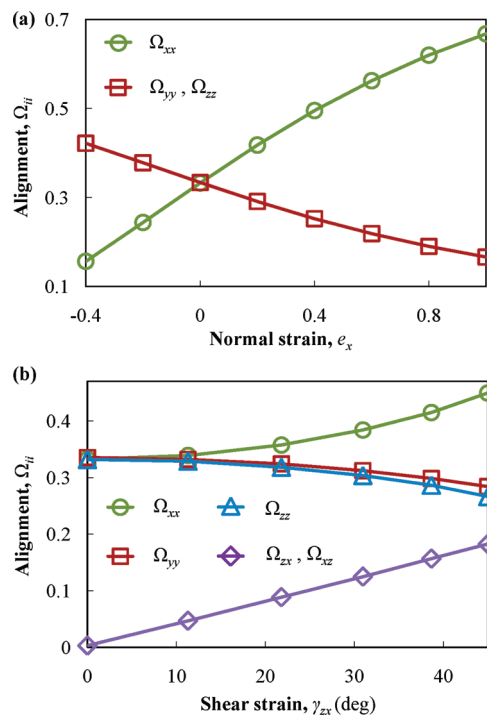 (a)
0.7
0.5
0.3
0.1
Alignment, Ωii
Ωxx
Ωyy , Ωzz
-0.4 0 0.4 0.8
Normal strain, ex
(b)
0.4
0.3
0.2
0.1
0
Alignment, Ωii
Ωxx Ωzz
Ωyy Ωzx , Ωxz
0 10 20 30 40
Shear strain, γzx (deg)